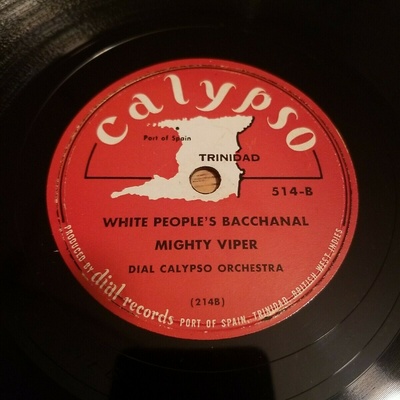 Calypso
Port of Spain
TRINIDAD
514-B
WHITE PEOPLE'S BACCHANAL
MIGHTY VIPER
DIAL CALYPSO ORCHESTRA
(214B)
PRODUCED BY dial records PORT OF SPAIN, TRINIDAD, BRITISH WEST INDIES